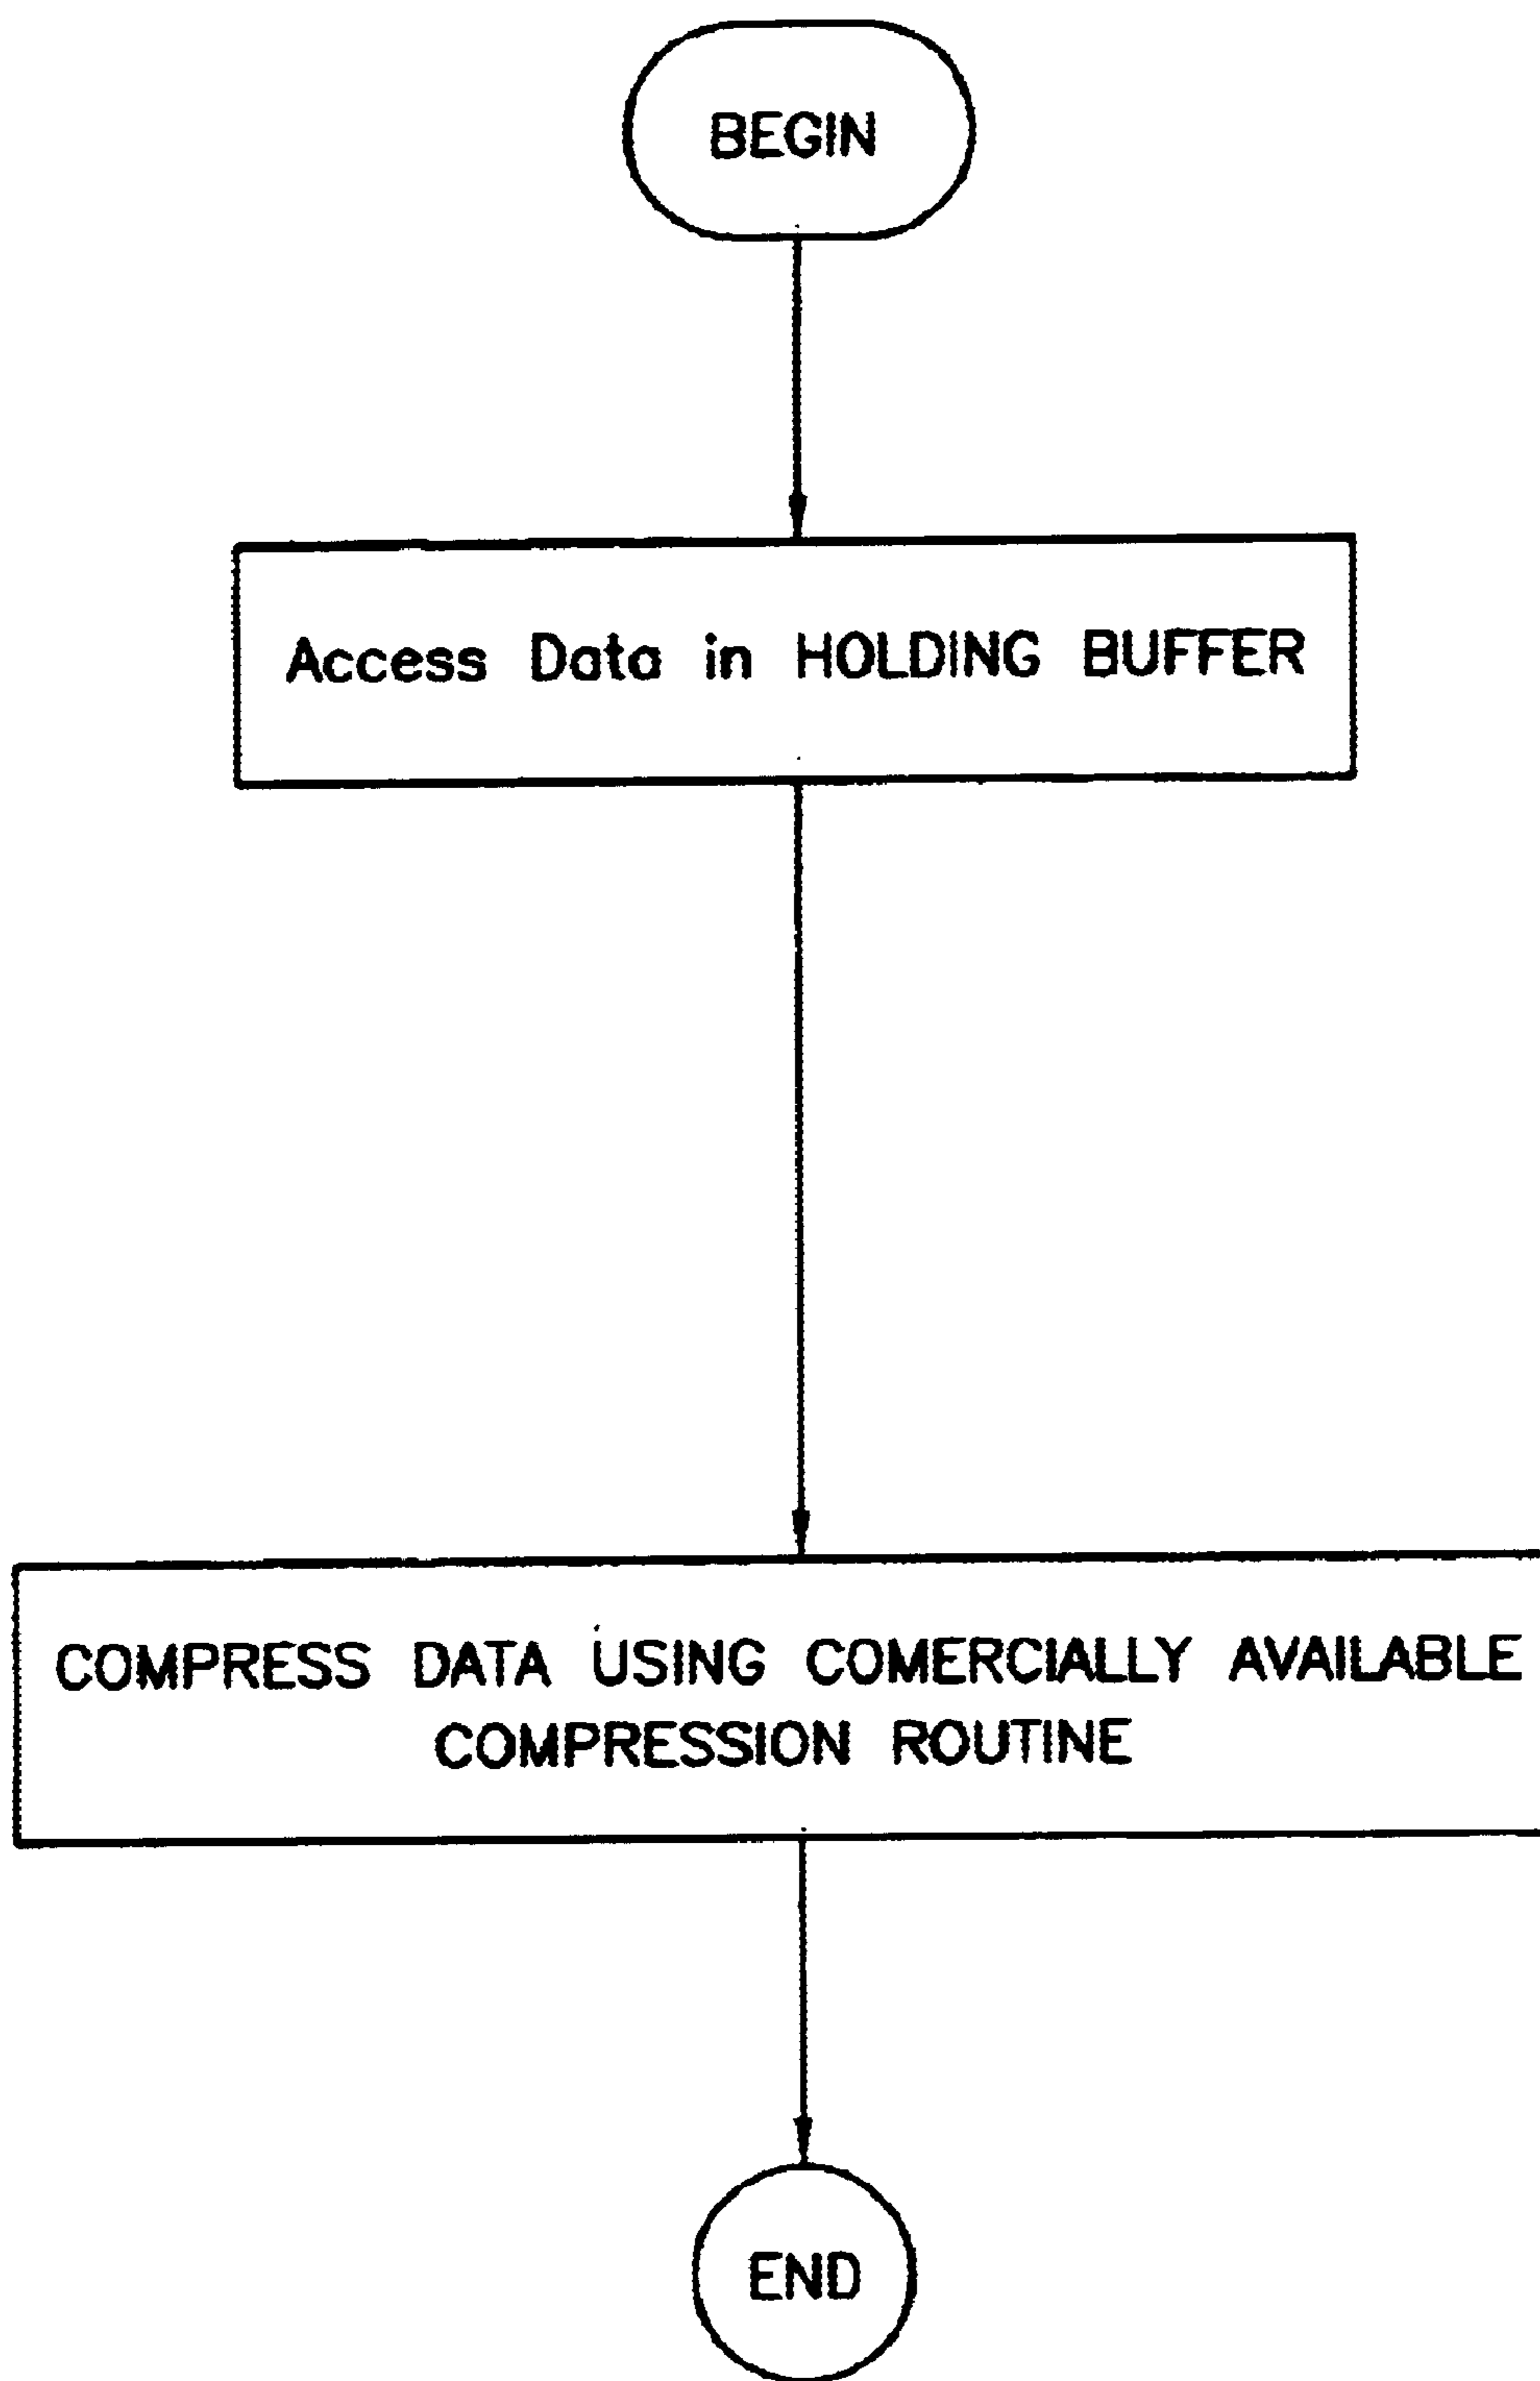 BEGIN
Access Data in HOLDING BUFFER
COMPRESS DATA USING COMERCIALLY AVAILABLE
COMPRESSION ROUTINE
END